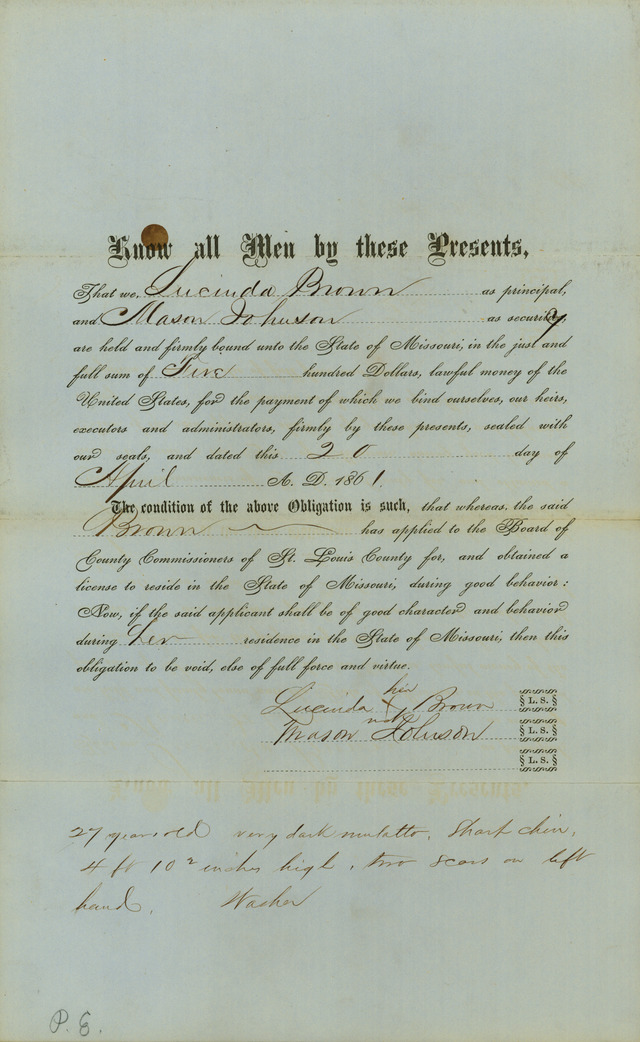 Know all Men by these Presents,
That we, Lucinda Brown as principal,
and Mason Johnson as security,
are held and firmly bound unto the State of Missouri, in the just and
full sum of Five hundred Dollars, lawful money of the
United States, for the payment of which we bind ourselves, our heirs,
executors and administrators, firmly by these presents, sealed with
our seals, and dated this 20 day of
April A. D. 1861.
The condition of the above Obligation is such, that whereas, the said
Brown has applied to the Board of
County Commissioners of St. Louis County for, and obtained a
license to reside in the State of Missouri, during good behavior:
Now, if the said applicant shall be of good character and behavior
during her residence in the State of Missouri, then this
obligation to be void, else of full force and virtue.
her
Lucinda X Brown § L. S. §
mark
Mason Johnson § L. S. §
§ L. S. §
27 years old very dark mulatto, Sharp chin,
4 ft 10 inches high, two scars on left
hand. Washer
P. E.